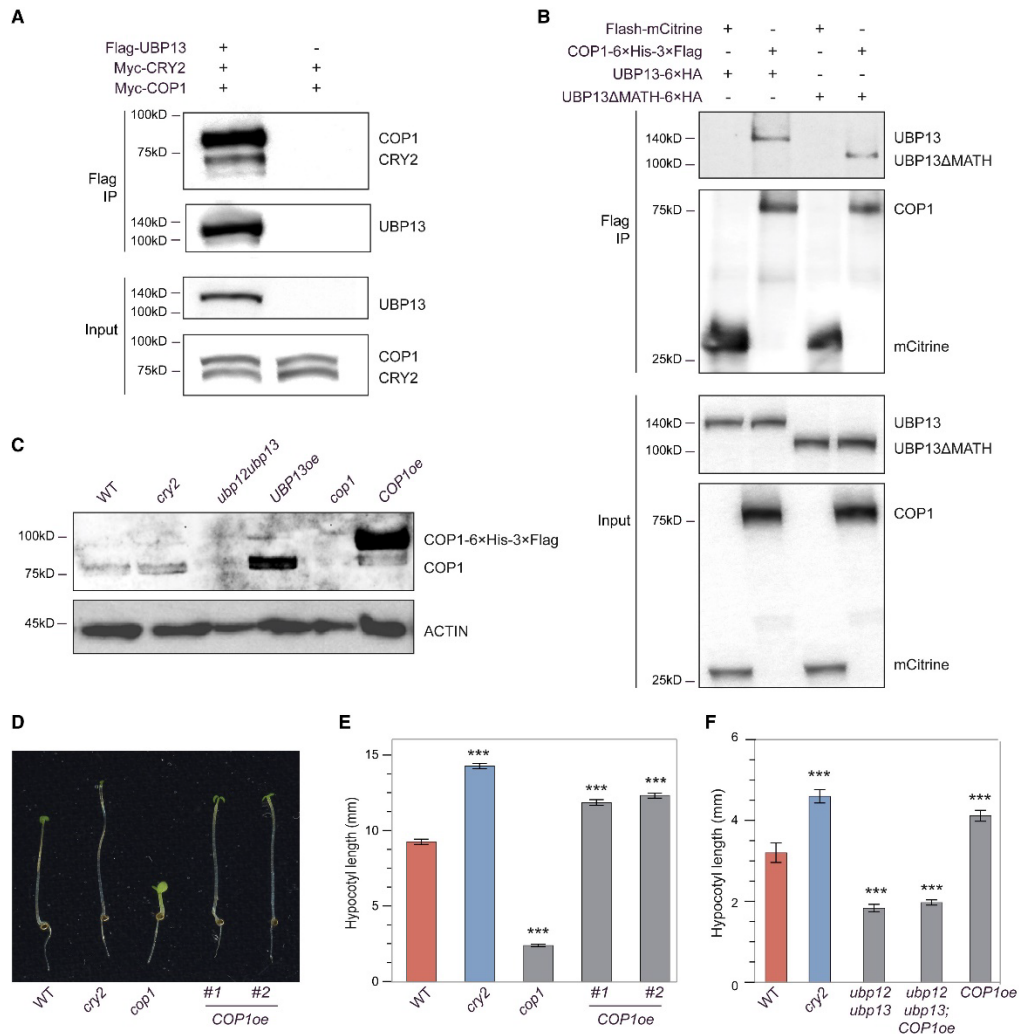 A
Flag-UBP13 + -
Myc-CRY2 + +
Myc-COP1 + +
100kD
75kD
COP1
CRY2
Flag
IP
140kD
100kD
UBP13
Input
140kD
100kD
UBP13
100kD
75kD
COP1
CRY2
B
Flash-mCitrine + - + -
COP1-6×His-3×Flag - + - +
UBP13-6×HA + + - -
UBP13ΔMATH-6×HA - - + +
Flag
IP
140kD
100kD
UBP13
UBP13ΔMATH
75kD
25kD
COP1
mCitrine
Input
140kD
100kD
UBP13
UBP13ΔMATH
75kD
25kD
COP1
mCitrine
C
WT cry2 ubp12ubp13 UBP13oe cop1 COP1oe
100kD
75kD
COP1-6×His-3×Flag
COP1
45kD
ACTIN
D
WT cry2 cop1 #1 #2
COP1oe
E
Hypocotyl length (mm)
15
10
5
0
*** *** *** ***
WT cry2 cop1 #1 #2
COP1oe
F
Hypocotyl length (mm)
6
4
2
0
*** *** *** ***
WT cry2 ubp12 ubp13 ubp12 ubp13; COP1oe COP1oe